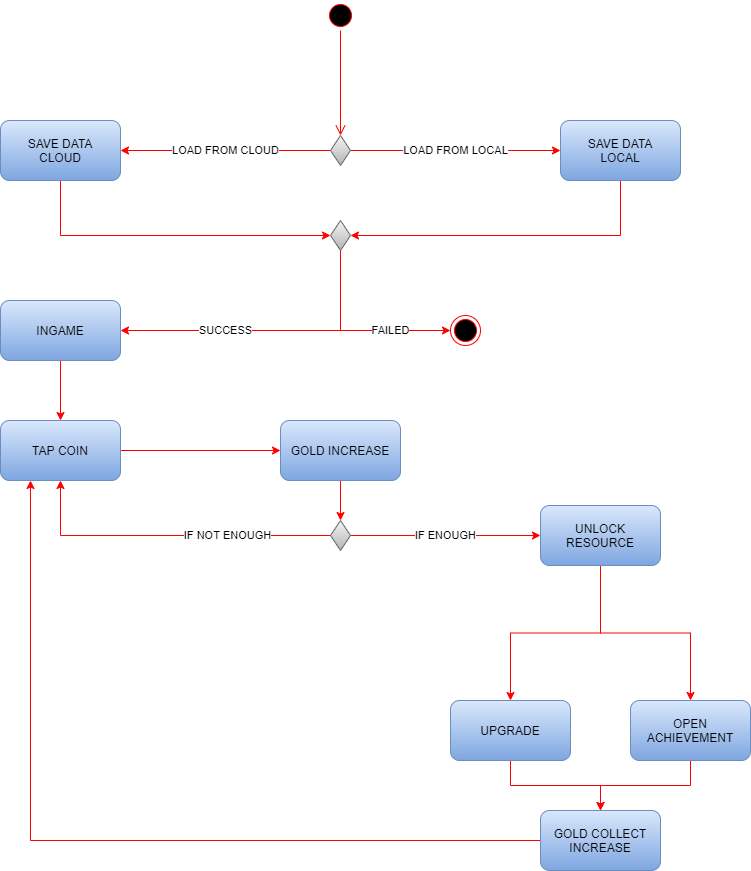 SAVE DATA
CLOUD
LOAD FROM CLOUD
LOAD FROM LOCAL
SAVE DATA
LOCAL
INGAME
SUCCESS
FAILED
TAP COIN
GOLD INCREASE
IF NOT ENOUGH
IF ENOUGH
UNLOCK
RESOURCE
UPGRADE
OPEN
ACHIEVEMENT
GOLD COLLECT
INCREASE